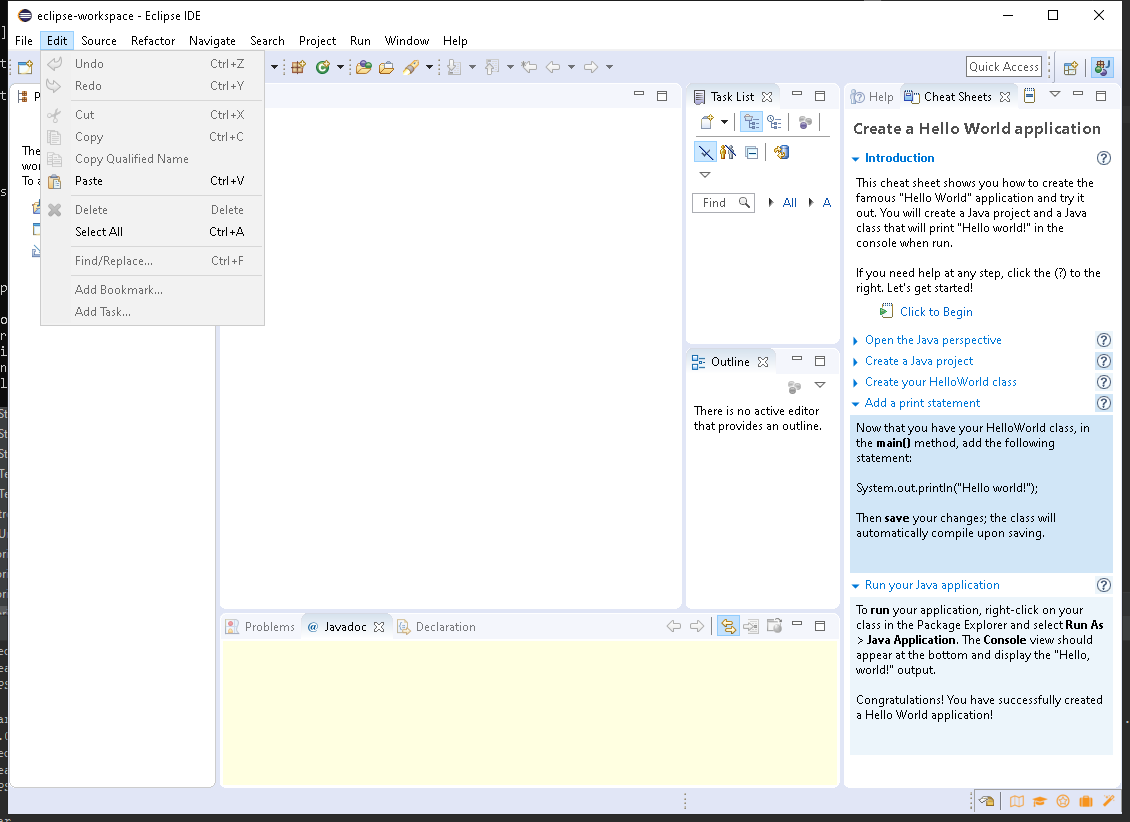 eclipse-workspace - Eclipse IDE
File Edit Source Refactor Navigate Search Project Run Window Help
Quick Access
Undo Ctrl+Z
Redo Ctrl+Y
Cut Ctrl+X
Copy Ctrl+C
Copy Qualified Name
Paste Ctrl+V
Delete Delete
Select All Ctrl+A
Find/Replace... Ctrl+F
Add Bookmark...
Add Task...
P
The
wor
To a
Task List
Find
All
A
Outline
There is no active editor
that provides an outline.
Problems @ Javadoc Declaration
Help Cheat Sheets
Create a Hello World application
Introduction
This cheat sheet shows you how to create the
famous "Hello World" application and try it
out. You will create a Java project and a Java
class that will print "Hello world!" in the
console when run.
If you need help at any step, click the (?) to the
right. Let's get started!
Click to Begin
Open the Java perspective
Create a Java project
Create your HelloWorld class
Add a print statement
Now that you have your HelloWorld class, in
the main() method, add the following
statement:
System.out.println("Hello world!");
Then save your changes; the class will
automatically compile upon saving.
Run your Java application
To run your application, right-click on your
class in the Package Explorer and select Run As
> Java Application. The Console view should
appear at the bottom and display the "Hello,
world!" output.
Congratulations! You have successfully created
a Hello World application!